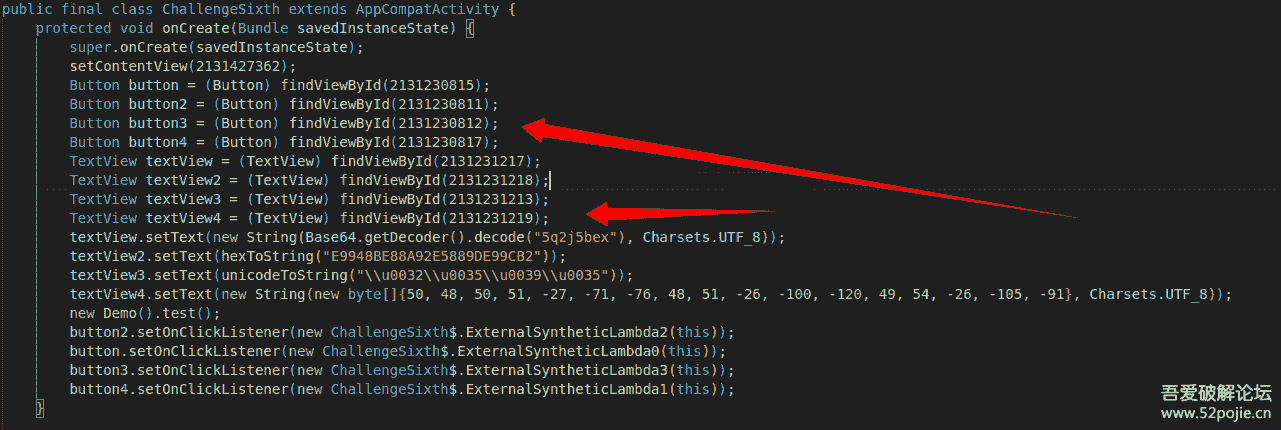 public final class ChallengeSixth extends AppCompatActivity {
    protected void onCreate(Bundle savedInstanceState) {
        super.onCreate(savedInstanceState);
        setContentView(2131427362);
        Button button = (Button) findViewById(2131230815);
        Button button2 = (Button) findViewById(2131230811);
        Button button3 = (Button) findViewById(2131230812);
        Button button4 = (Button) findViewById(2131230817);
        TextView textView = (TextView) findViewById(2131231217);
        TextView textView2 = (TextView) findViewById(2131231218);
        TextView textView3 = (TextView) findViewById(2131231213);
        TextView textView4 = (TextView) findViewById(2131231219);
        textView.setText(new String(Base64.getDecoder().decode("5q2j5bex"), Charsets.UTF_8));
        textView2.setText(hexToString("E9948BE88A92E5889DE99CB2"));
        textView3.setText(unicodeToString("\\u0032\\u0035\\u0039\\u0035"));
        textView4.setText(new String(new byte[]{50, 48, 50, 51, -27, -71, -76, 48, 51, -26, -100, -120, 49, 54, -26, -105, -91}, Charsets.UTF_8));
        new Demo().test();
        button2.setOnClickListener(new ChallengeSixth$.ExternalSyntheticLambda2(this));
        button.setOnClickListener(new ChallengeSixth$.ExternalSyntheticLambda0(this));
        button3.setOnClickListener(new ChallengeSixth$.ExternalSyntheticLambda3(this));
        button4.setOnClickListener(new ChallengeSixth$.ExternalSyntheticLambda1(this));
    }
吾爱破解论坛
www.52pojie.cn